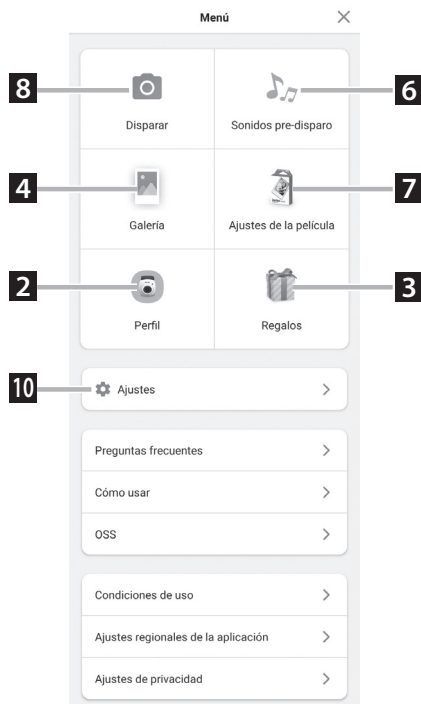 Menú
8
6
Disparar
Sonidos pre-disparo
4
7
Galería
Ajustes de la película
2
3
Perfil
Regalos
10
Ajustes
Preguntas frecuentes
Cómo usar
OSS
Condiciones de uso
Ajustes regionales de la aplicación
Ajustes de privacidad